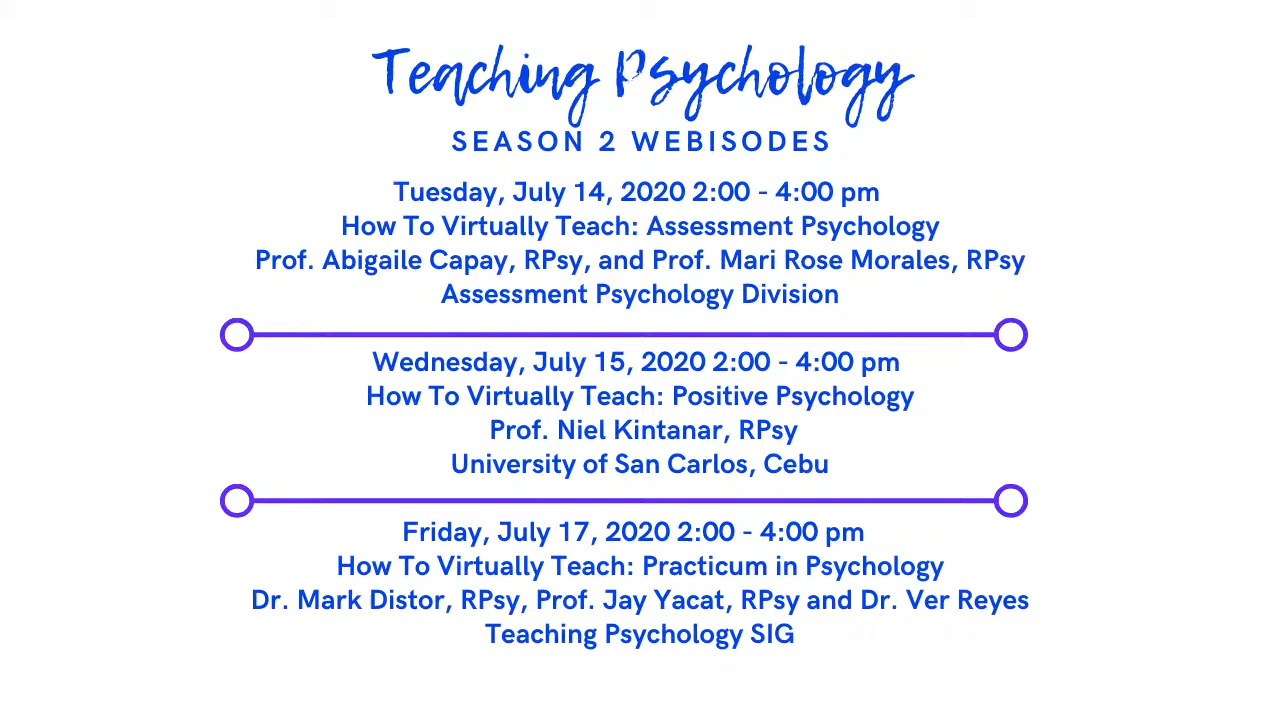 Teaching Psychology
SEASON 2 WEBISODES
Tuesday, July 14, 2020 2:00 - 4:00 pm
How To Virtually Teach: Assessment Psychology
Prof. Abigaile Capay, RPsy, and Prof. Mari Rose Morales, RPsy
Assessment Psychology Division
Wednesday, July 15, 2020 2:00 - 4:00 pm
How To Virtually Teach: Positive Psychology
Prof. Niel Kintanar, RPsy
University of San Carlos, Cebu
Friday, July 17, 2020 2:00 - 4:00 pm
How To Virtually Teach: Practicum in Psychology
Dr. Mark Distor, RPsy, Prof. Jay Yacat, RPsy and Dr. Ver Reyes
Teaching Psychology SIG